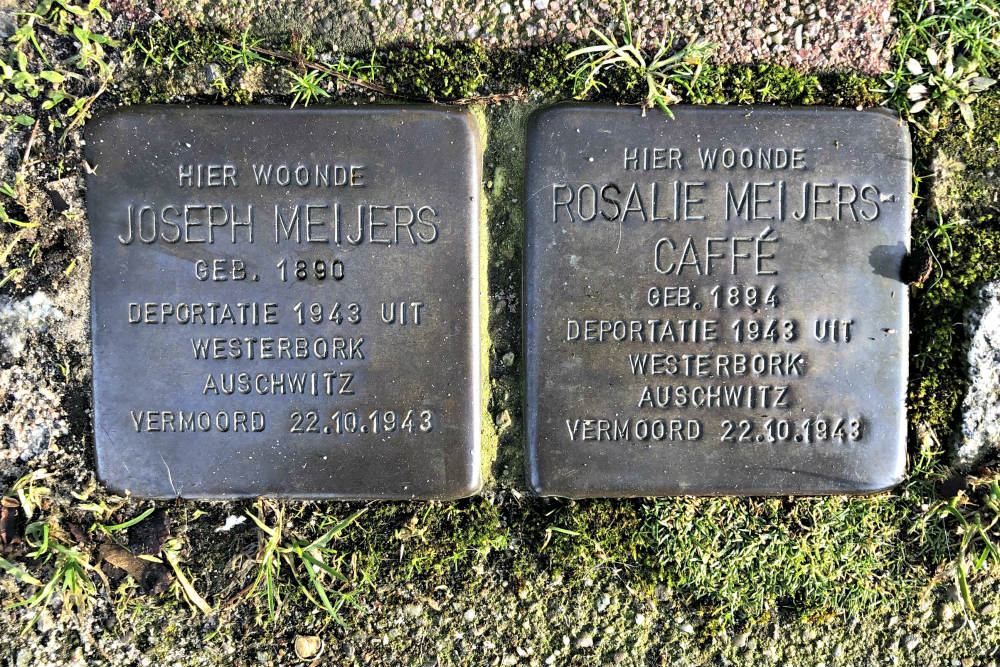 HIER WOONDE
JOSEPH MEIJERS
GEB. 1890
DEPORTATIE 1943 UIT
WESTERBORK
AUSCHWITZ
VERMOORD 22.10.1943
HIER WOONDE
ROSALIE MEIJERS
CAFFÉ
GEB. 1894
DEPORTATIE 1943 UIT
WESTERBORK
AUSCHWITZ
VERMOORD 22.10.1943